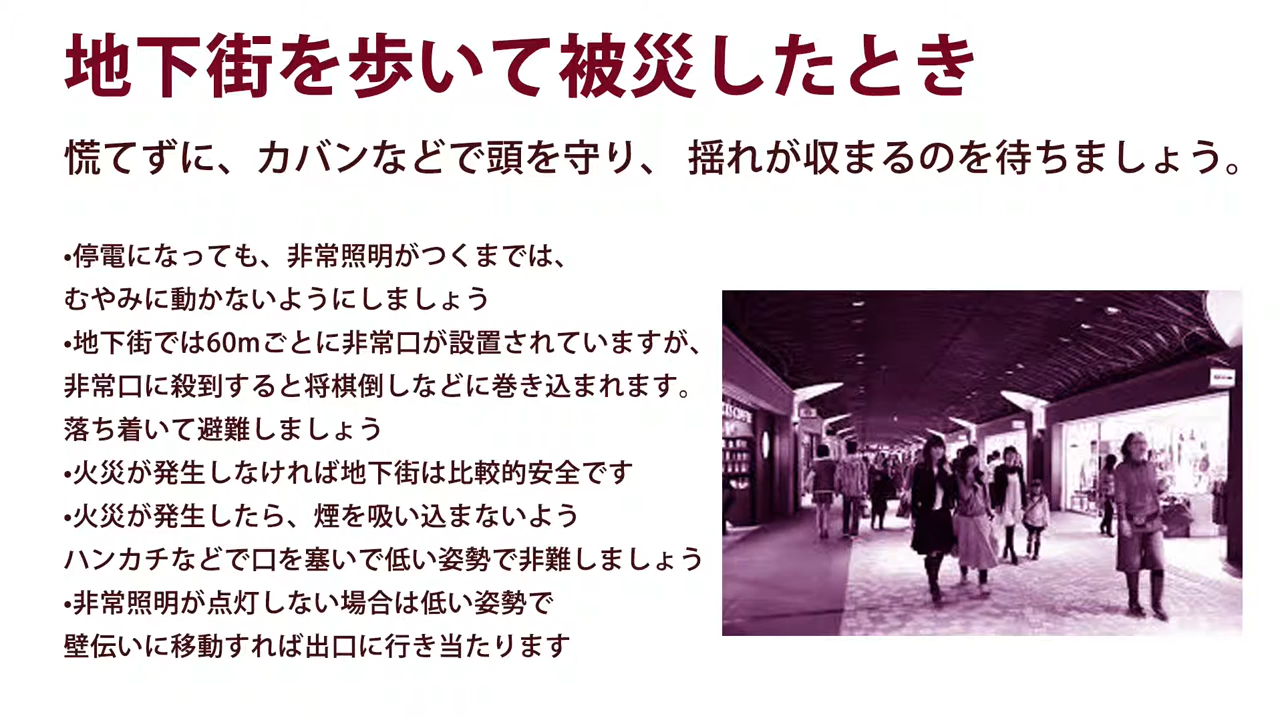 地下街を歩いて被災したとき
慌てずに、カバンなどで頭を守り、 揺れが収まるのを待ちましょう。
•停電になっても、非常照明がつくまでは、
むやみに動かないようにしましょう
•地下街では60mごとに非常口が設置されていますが、
非常口に殺到すると将棋倒しなどに巻き込まれます。
落ち着いて避難しましょう
•火災が発生しなければ地下街は比較的安全です
•火災が発生したら、煙を吸い込まないよう
ハンカチなどで口を塞いで低い姿勢で非難しましょう
•非常照明が点灯しない場合は低い姿勢で
壁伝いに移動すれば出口に行き当たります